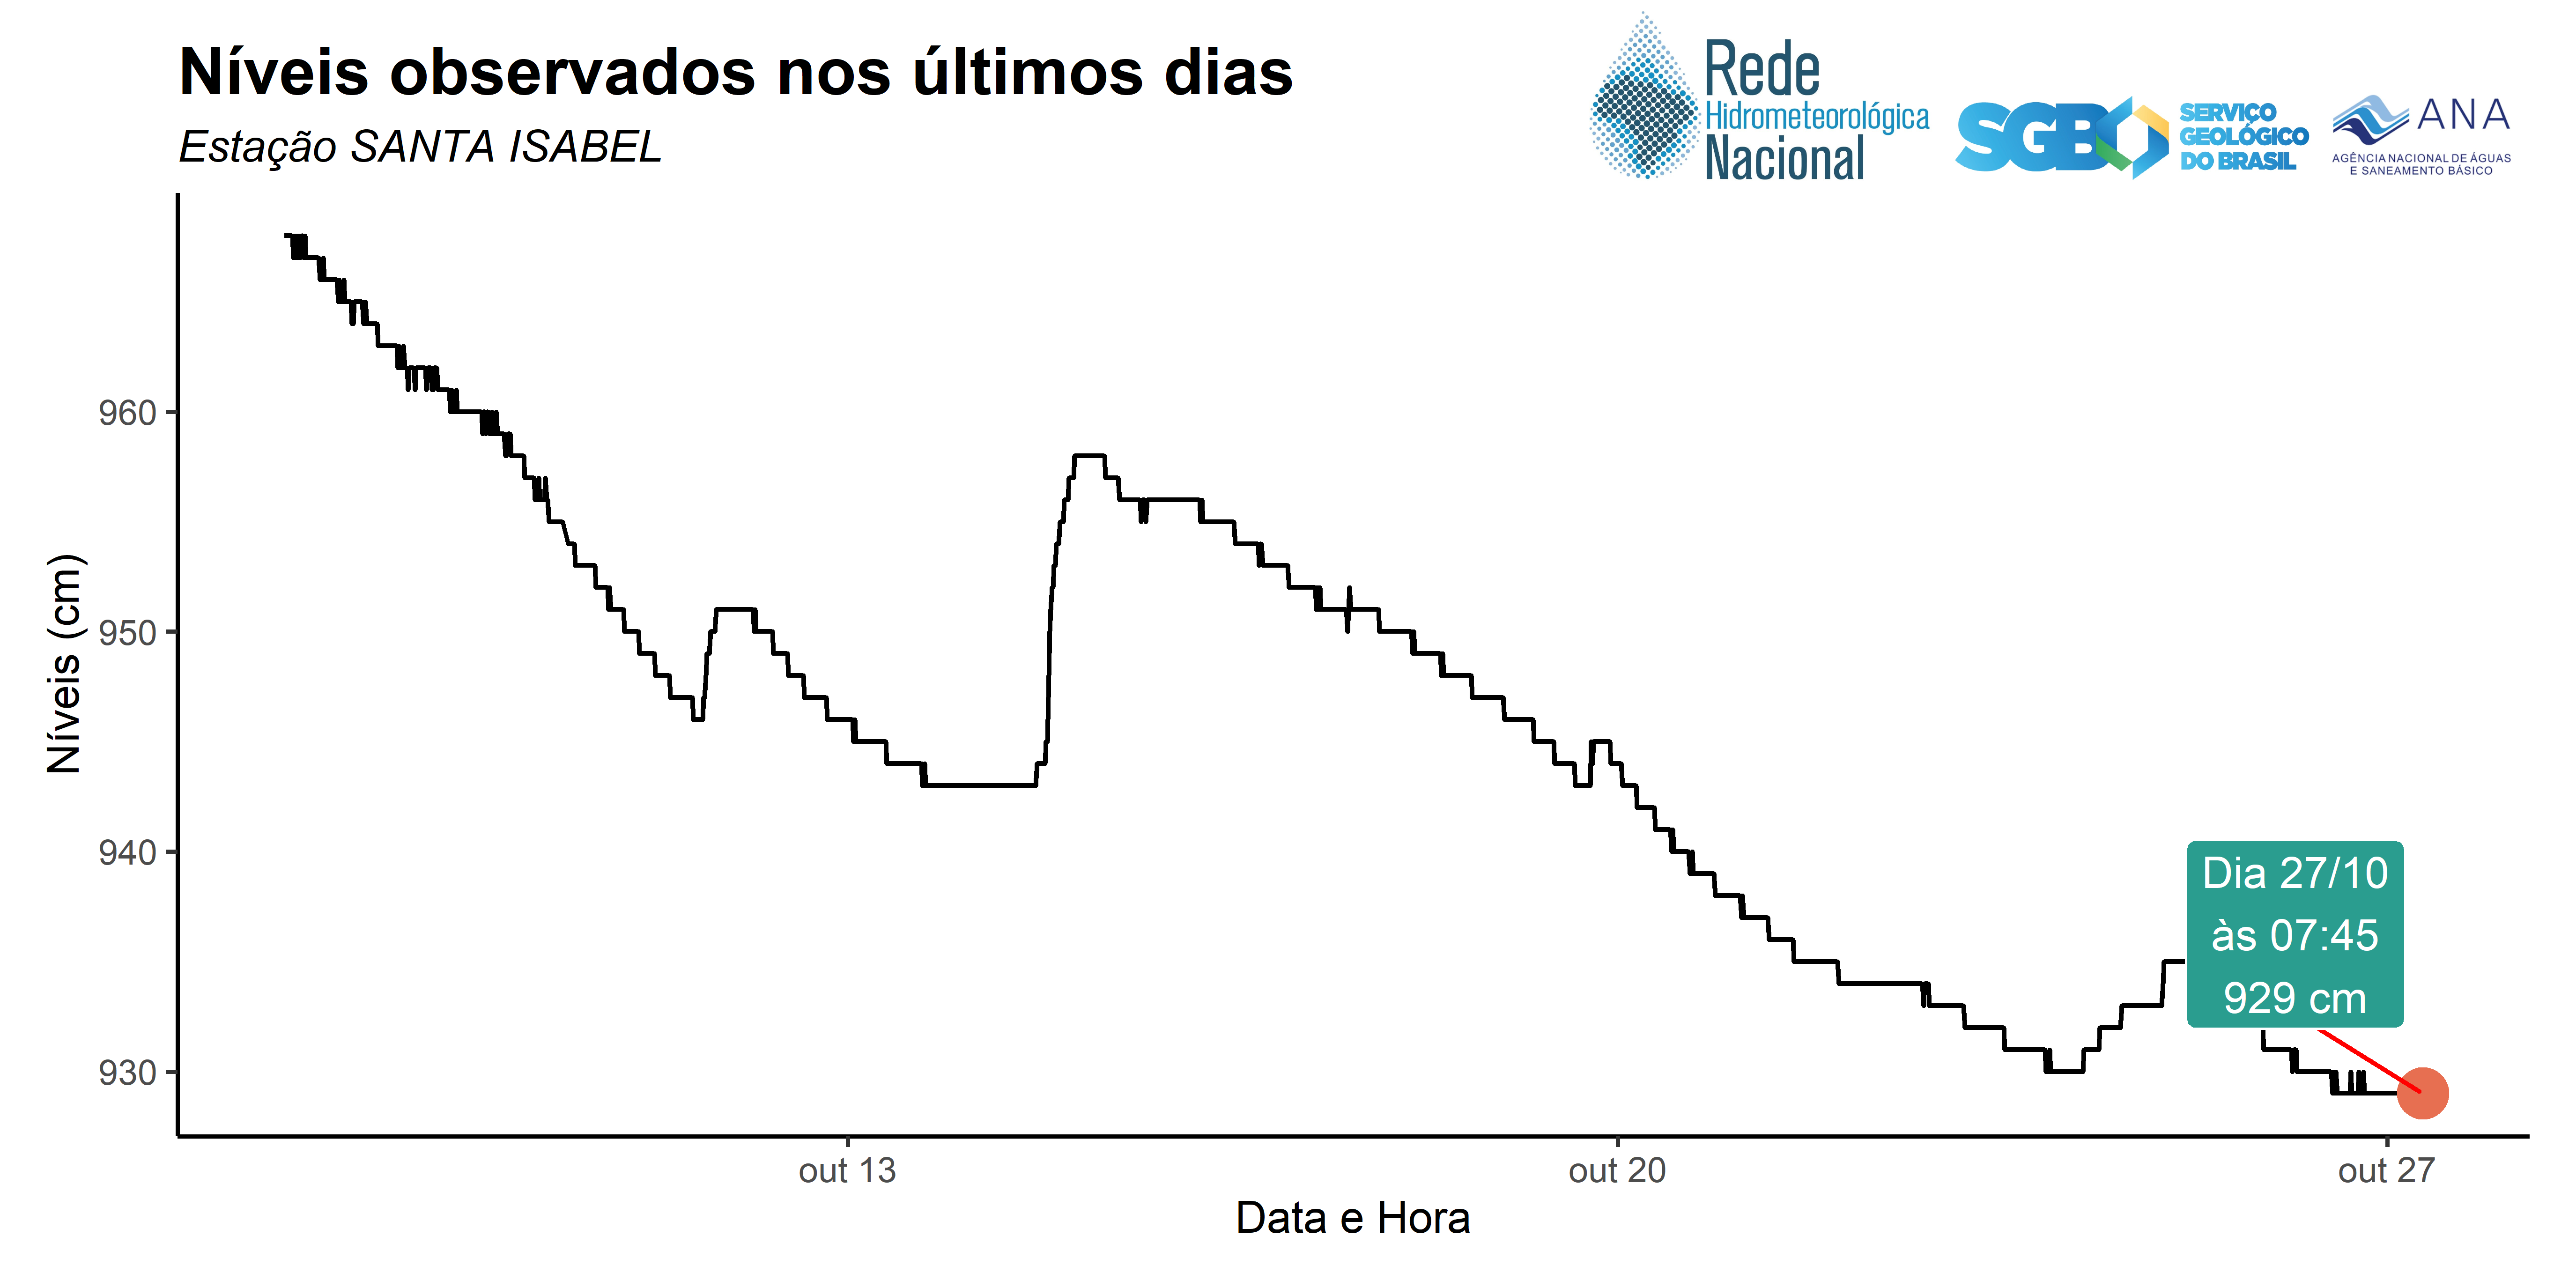 Níveis observados nos últimos dias
Estação SANTA ISABEL
Rede
Hidrometeorológica
Nacional
SGB
SERVIÇO
GEOLÓGICO
DO BRASIL
ANA
AGÊNCIA NACIONAL DE ÁGUAS
E SANEAMENTO BÁSICO
Níveis (cm)
960
950
940
930
Dia 27/10
às 07:45
929 cm
out 13
out 20
out 27
Data e Hora